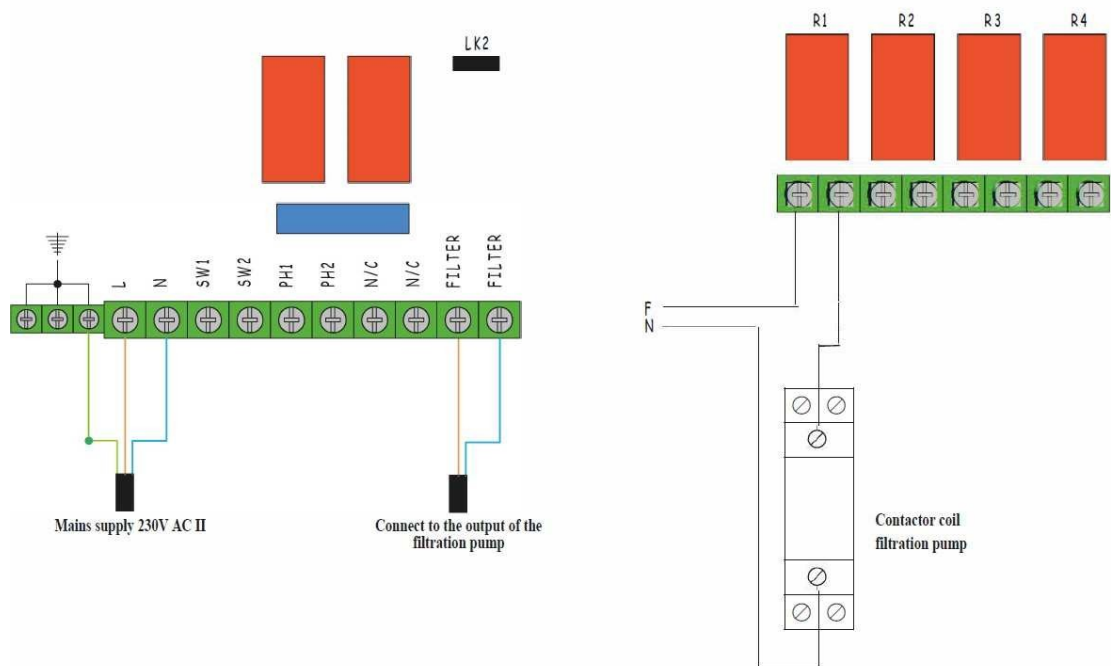 LK2
L
N
SW1
SW2
PH1
PH2
N/C
N/C
FILTER
FILTER
Mains supply 230V AC II
Connect to the output of the
filtration pump
R1
R2
R3
R4
F
N
Contactor coil
filtration pump